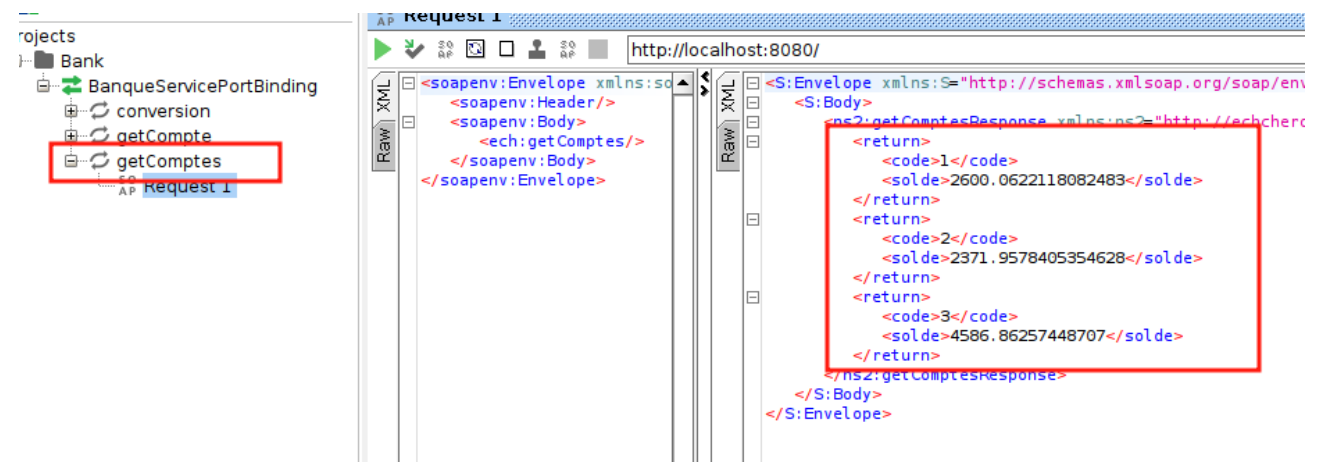 Request 1
rojects
Bank
BanqueServicePortBinding
conversion
getCompte
getComptes
Request 1
http://localhost:8080/
XML
Raw
<soapenv:Envelope xmlns:so
<soapenv:Header/>
<soapenv:Body>
<ech:getComptes/>
</soapenv:Body>
</soapenv:Envelope>
XML
Raw
<S:Envelope xmlns:S="http://schemas.xmlsoap.org/soap/env
<S:Body>
<ns2:getComptesResponse xmlns:ns2="http://echcherc
<return>
<code>1</code>
<solde>2600.0622118082483</solde>
</return>
<return>
<code>2</code>
<solde>2371.9578405354628</solde>
</return>
<return>
<code>3</code>
<solde>4586.86257448707</solde>
</return>
</ns2:getComptesResponse>
</S:Body>
</S:Envelope>